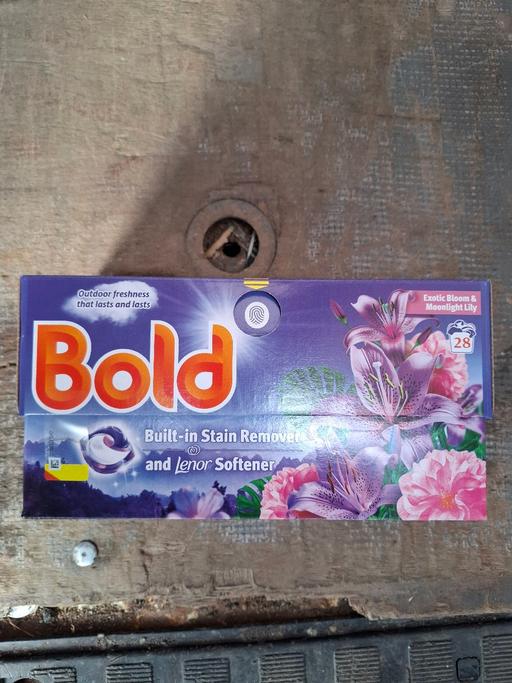 Outdoor freshness
that lasts and lasts
Bold
Exotic Bloom &
Moonlight Lily
28
Built-in Stain Remover
and Lenor Softener